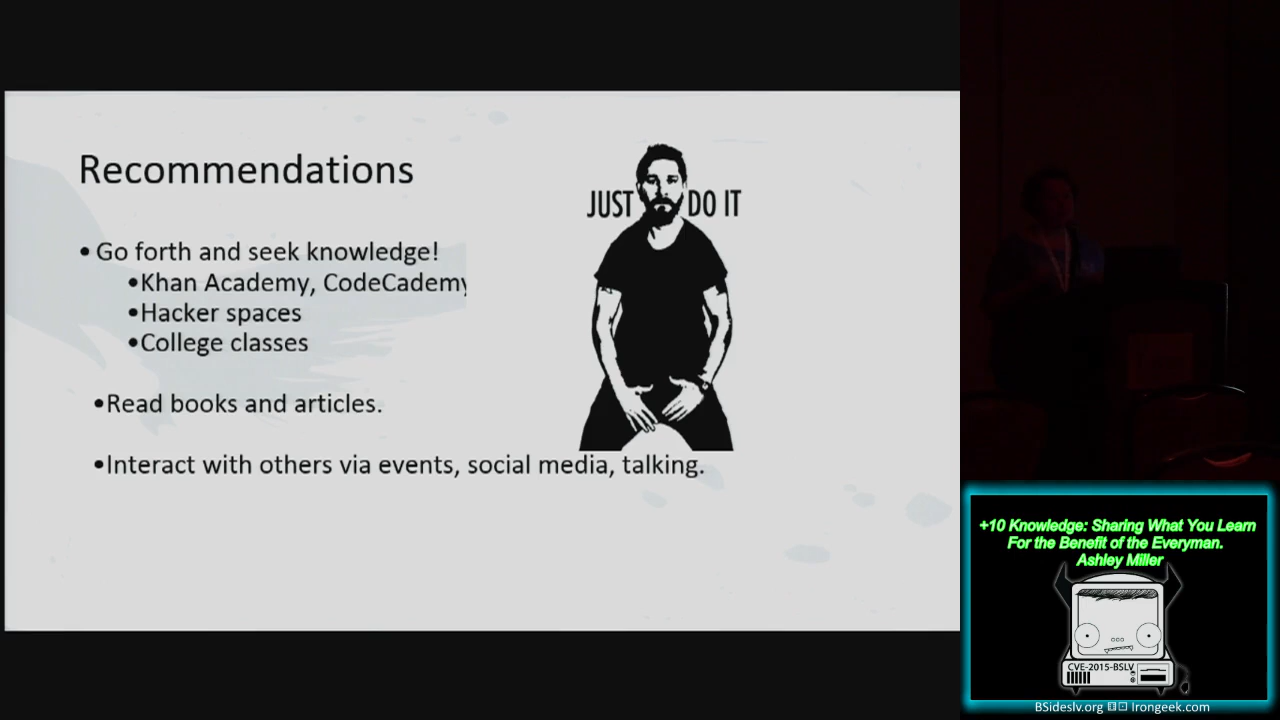 Recommendations
JUST DO IT
• Go forth and seek knowledge!
•Khan Academy, CodeCademy
•Hacker spaces
•College classes
•Read books and articles.
•Interact with others via events, social media, talking.
+10 Knowledge: Sharing What You Learn
For the Benefit of the Everyman.
Ashley Miller
CVE-2015-BSLV
BSideslv.org ⚅⚀ Irongeek.com